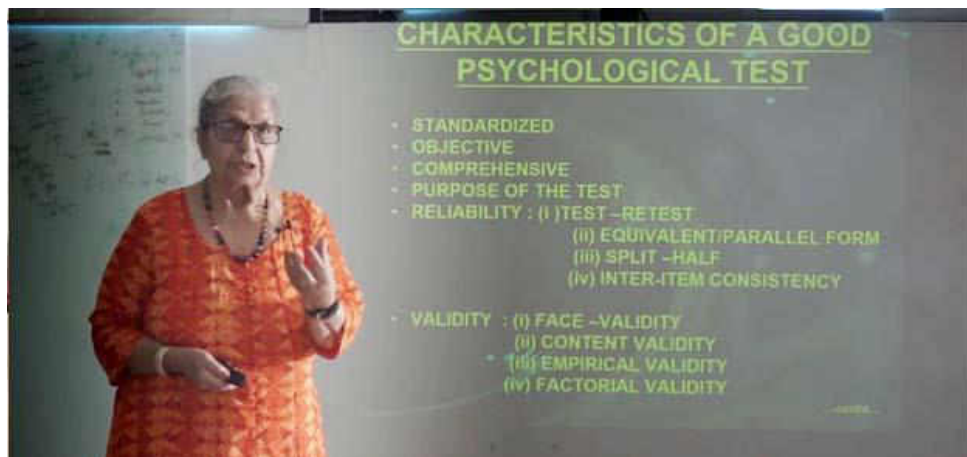 CHARACTERISTICS OF A GOOD
PSYCHOLOGICAL TEST
- STANDARDIZED
- OBJECTIVE
- COMPREHENSIVE
- PURPOSE OF THE TEST
- RELIABILITY : (i )TEST –RETEST
(ii) EQUIVALENT/PARALLEL FORM
(iii) SPLIT –HALF
(iv) INTER-ITEM CONSISTENCY
- VALIDITY : (i) FACE –VALIDITY
(ii) CONTENT VALIDITY
(iii) EMPIRICAL VALIDITY
(iv) FACTORIAL VALIDITY